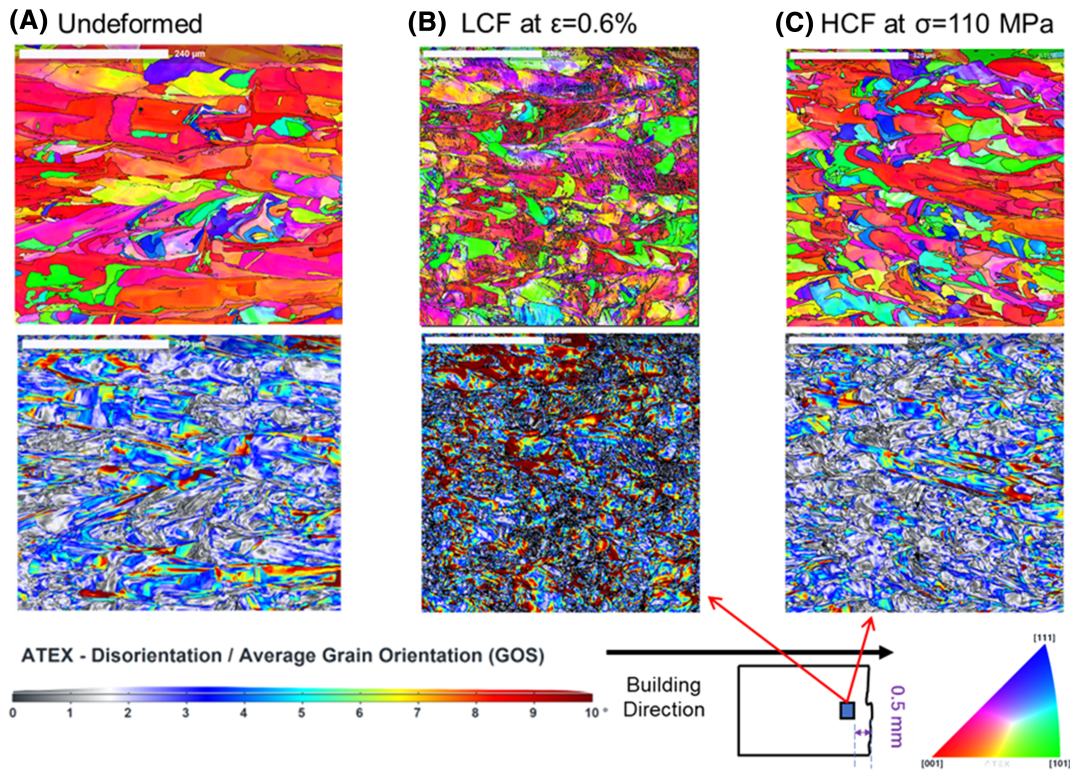 (A) Undeformed
(B) LCF at ε=0.6%
(C) HCF at σ=110 MPa
240 µm
ATEX - Disorientation / Average Grain Orientation (GOS)
0 1 2 3 4 5 6 7 8 9 10 °
Building
Direction
0.5 mm
[111]
[001]
ATEX
[101]